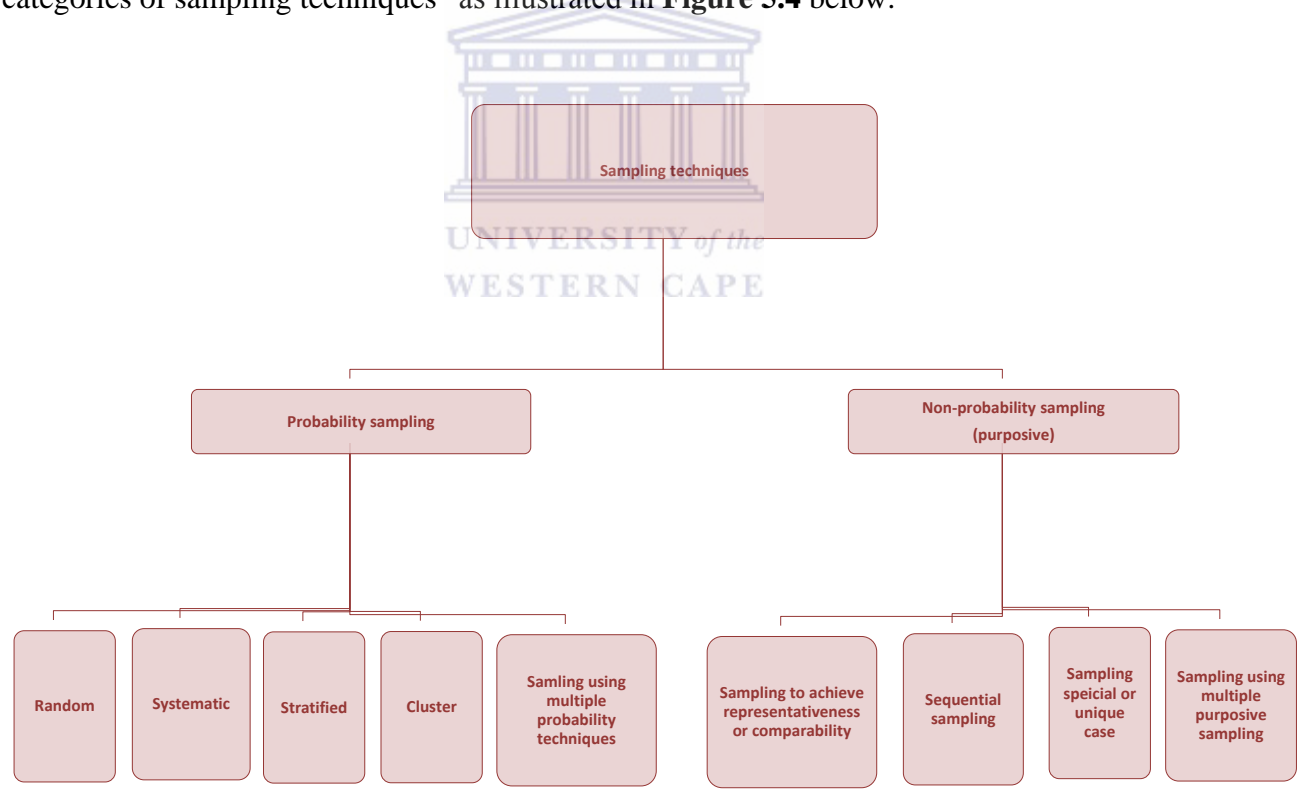 categories of sampling techniques" as illustrated in Figure 3.4 below:
Sampling techniques
UNIVERSITY of the
WESTERN CAPE
Probability sampling
Non-probability sampling
(purposive)
Random
Systematic
Stratified
Cluster
Samling using
multiple
probability
techniques
Sampling to achieve
representativeness
or comparability
Sequential
sampling
Sampling
speicial or
unique
case
Sampling using
multiple
purposive
sampling